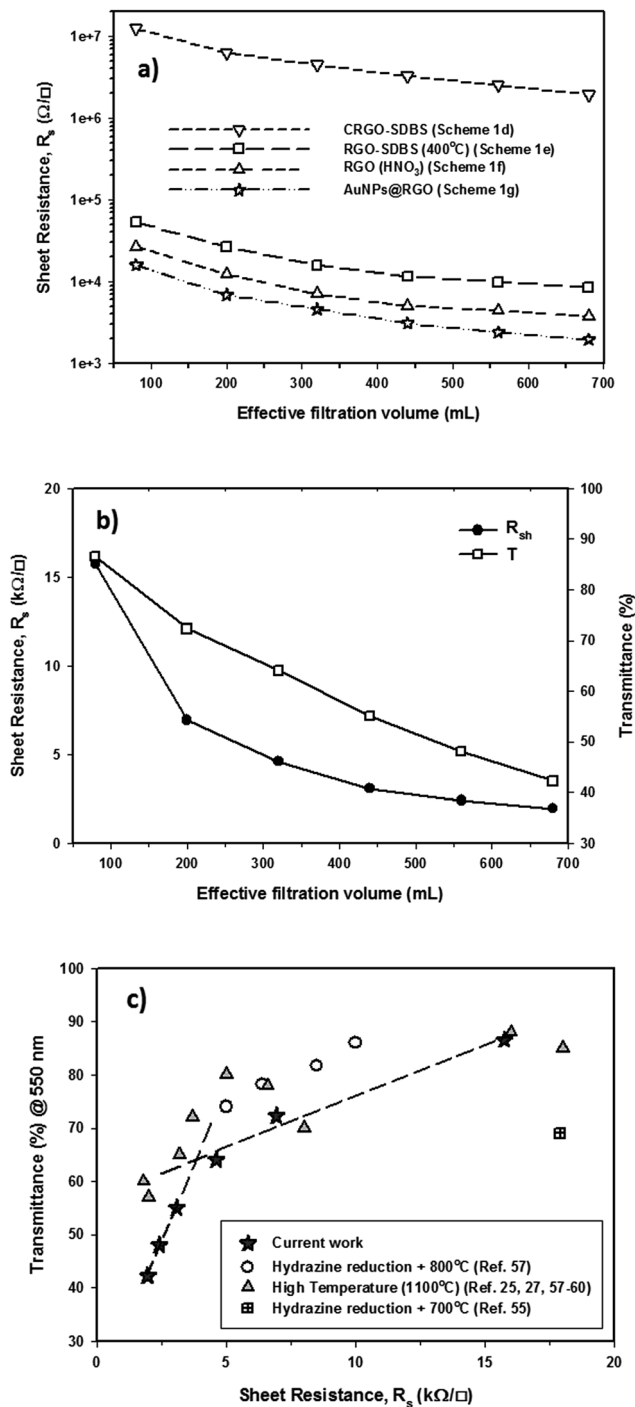 a)
1e+7
1e+6
1e+5
1e+4
1e+3
Sheet Resistance, Rs (Ω/□)
CRGO-SDBS (Scheme 1d)
RGO-SDBS (400°C) (Scheme 1e)
RGO (HNO3) (Scheme 1f)
AuNPs@RGO (Scheme 1g)
100 200 300 400 500 600 700
Effective filtration volume (mL)
b)
20
15
10
5
0
Sheet Resistance, Rs (kΩ/□)
Rsh
T
100
90
80
70
60
50
40
30
Transmittance (%)
100 200 300 400 500 600 700
Effective filtration volume (mL)
c)
100
90
80
70
60
50
40
30
Transmittance (%) @ 550 nm
Current work
Hydrazine reduction + 800°C (Ref. 57)
High Temperature (1100°C) (Ref. 25, 27, 57-60)
Hydrazine reduction + 700°C (Ref. 55)
0 5 10 15 20
Sheet Resistance, Rs (kΩ/□)